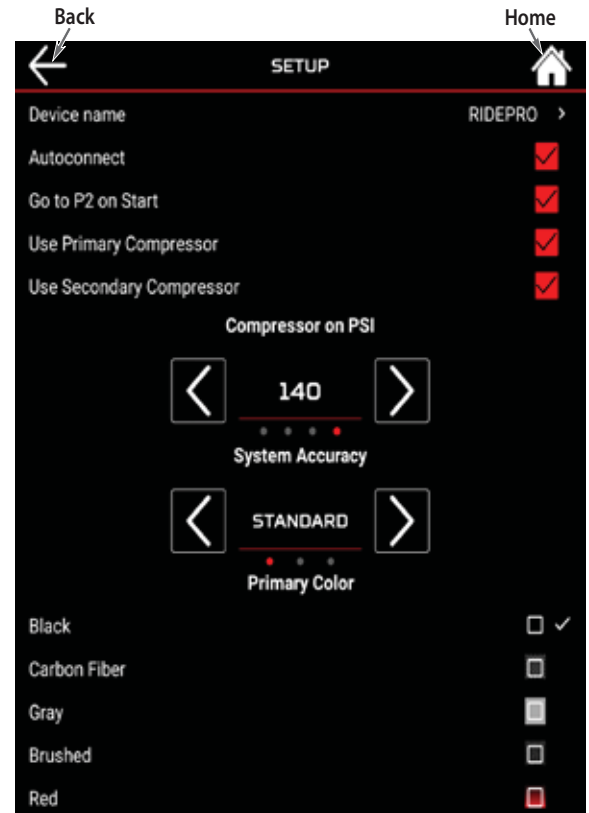 Back Home
SETUP
Device name RIDEPRO >
Autoconnect
Go to P2 on Start
Use Primary Compressor
Use Secondary Compressor
Compressor on PSI
140
System Accuracy
STANDARD
Primary Color
Black
Carbon Fiber
Gray
Brushed
Red